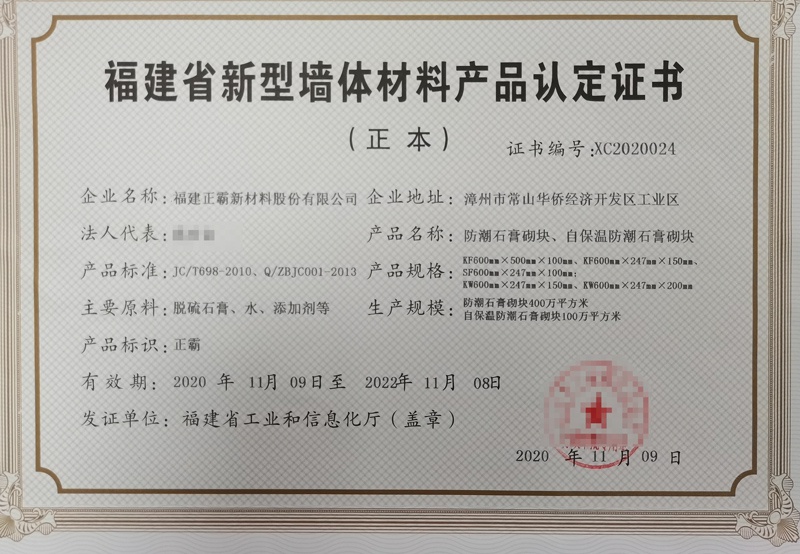 福建省新型墙体材料产品认定证书
(正 本)
证书编号:XC2020024
企业名称: 福建正霸新材料股份有限公司 企业地址: 漳州市常山华侨经济开发区工业区
法人代表: 产品名称: 防潮石膏砌块、自保温防潮石膏砌块
产品标准: JC/T698-2010、Q/ZBJC001-2013 产品规格: KF600mm×500mm×100mm、KF600mm×247mm×150mm、
SF600mm×247mm×100mm;
KW600mm×247mm×150mm、KW600mm×247mm×200mm
主要原料: 脱硫石膏、水、添加剂等 生产规模: 防潮石膏砌块400万平方米
自保温防潮石膏砌块100万平方米
产品标识: 正霸
有 效 期: 2020 年 11月 09日至 2022年 11月 08日
发证单位: 福建省工业和信息化厅(盖章)
2020 年 11 月 09 日